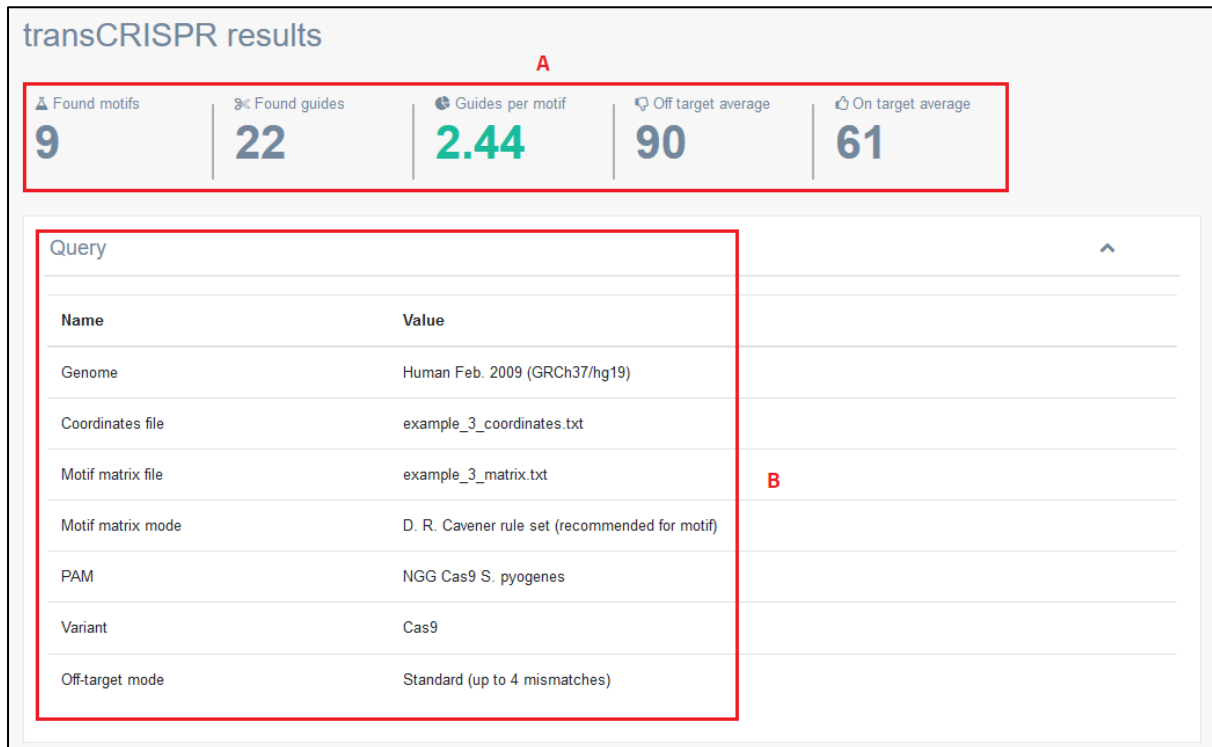 transCRISPR results
A
Found motifs Found guides Guides per motif Off target average On target average
9 22 2.44 90 61
Query
Name Value
Genome Human Feb. 2009 (GRCh37/hg19)
Coordinates file example_3_coordinates.txt
Motif matrix file example_3_matrix.txt
B
Motif matrix mode D. R. Cavener rule set (recommended for motif)
PAM NGG Cas9 S. pyogenes
Variant Cas9
Off-target mode Standard (up to 4 mismatches)